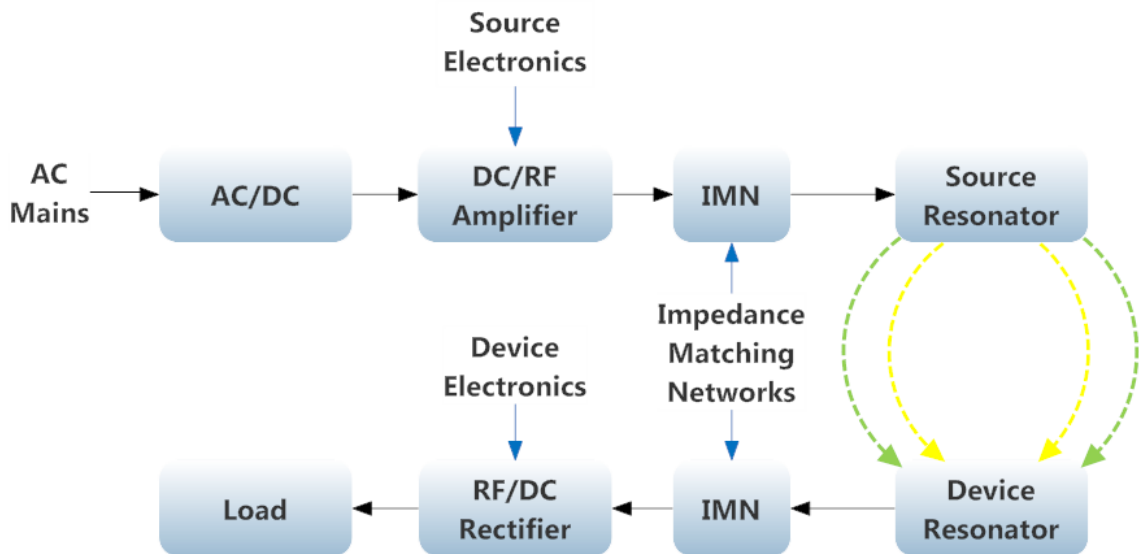 Source
Electronics
AC
Mains
AC/DC
DC/RF
Amplifier
IMN
Source
Resonator
Impedance
Matching
Networks
Device
Electronics
Load
RF/DC
Rectifier
IMN
Device
Resonator